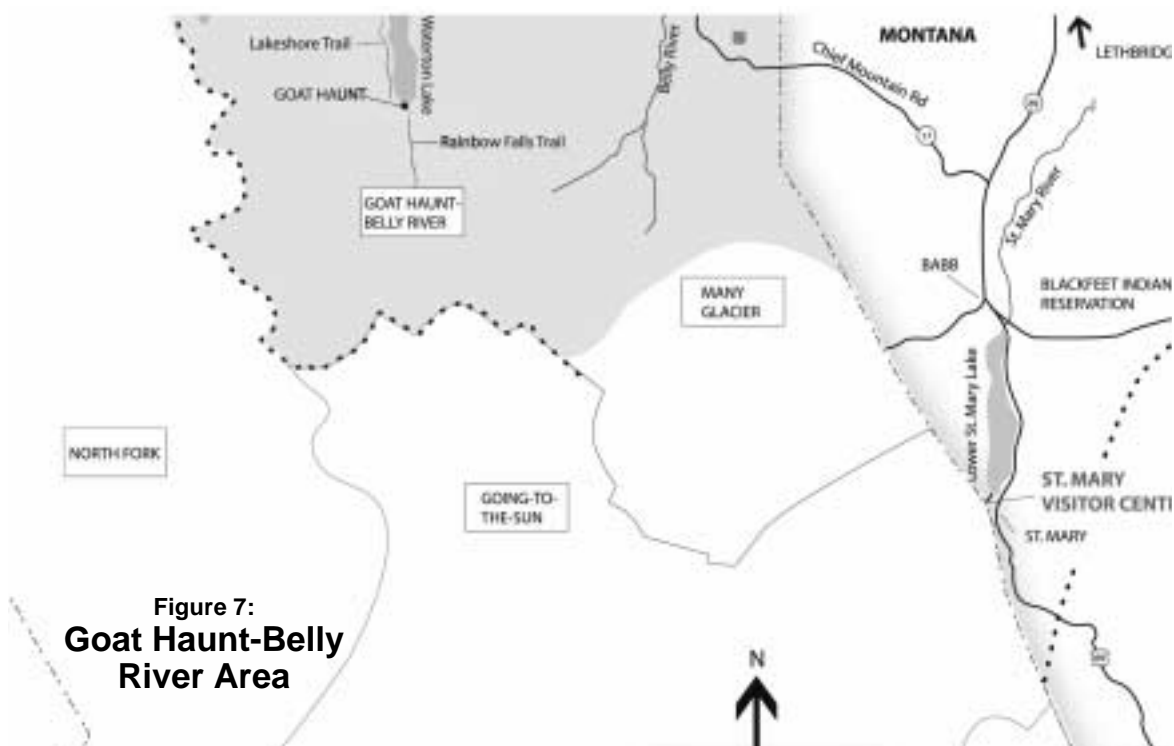 Lakeshore Trail
Waterton Lake
GOAT HAUNT
Rainbow Falls Trail
GOAT HAUNT-
BELLY RIVER
Belly River
MONTANA
Chief Mountain Rd
17
LETHBRIDG
St. Mary River
BABB
BLACKFEET INDIAN
RESERVATION
MANY
GLACIER
Lower St. Mary Lake
NORTH FORK
GOING-TO-
THE-SUN
ST. MARY
VISITOR CENT
ST. MARY
Figure 7:
Goat Haunt-Belly
River Area
N